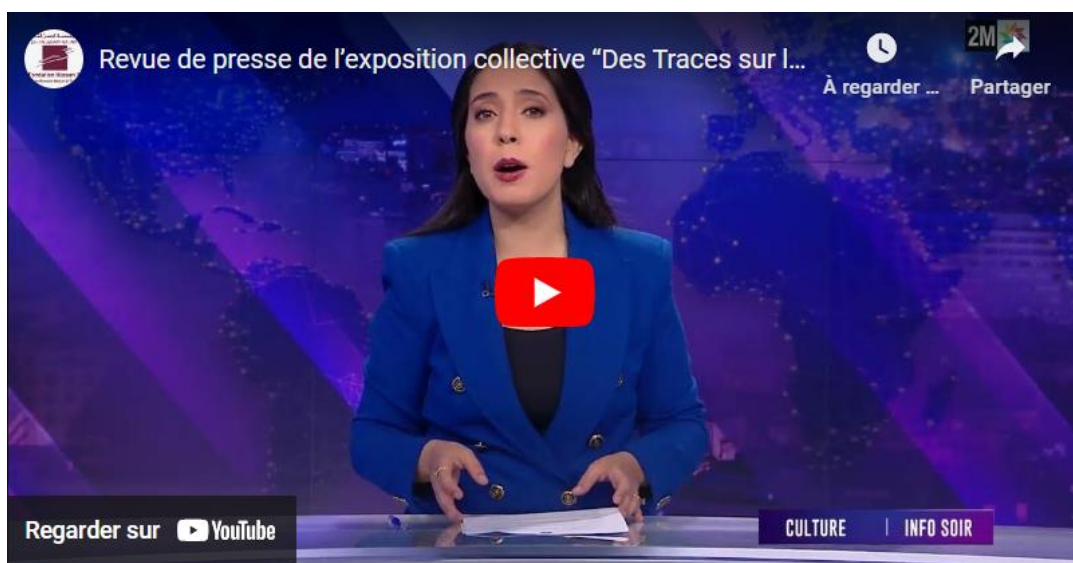 Revue de presse de l'exposition collective “Des Traces sur l...
À regarder ...
Partager
2M
Regarder sur YouTube
CULTURE | INFO SOIR